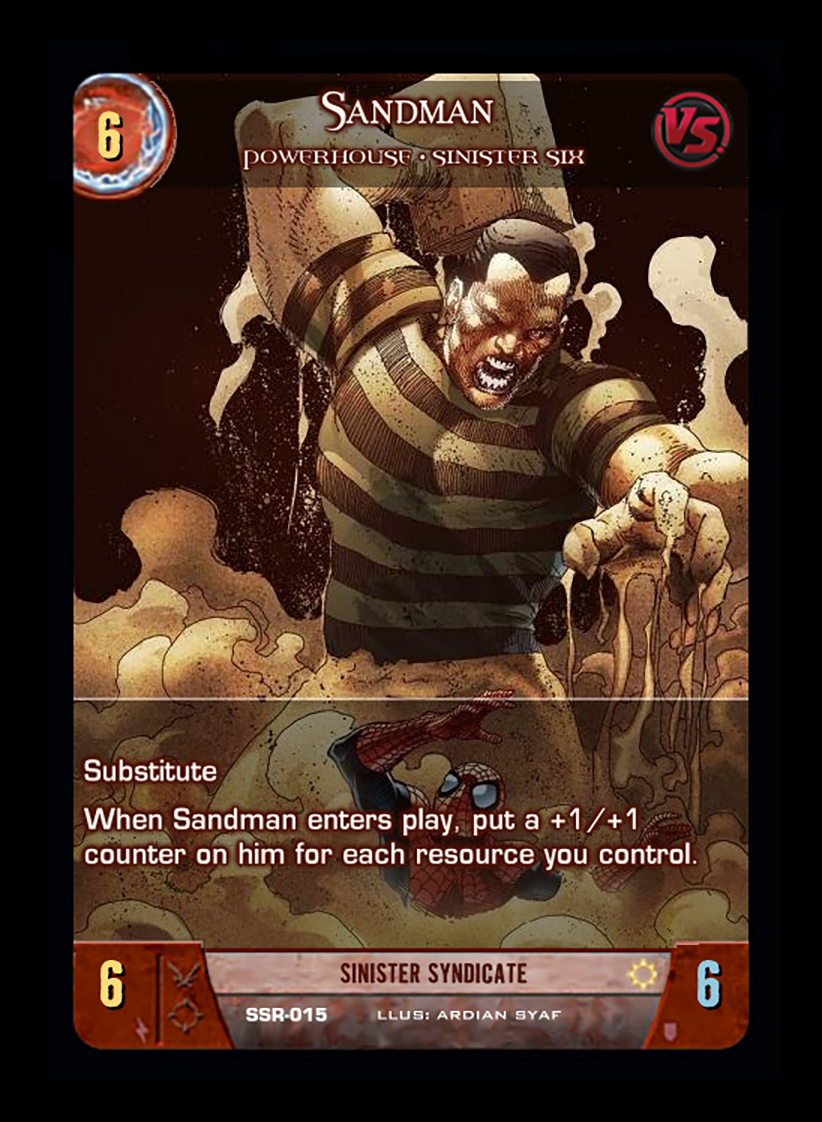 6
SANDMAN
VS.
POWERHOUSE • SINISTER SIX
Substitute
When Sandman enters play, put a +1/+1
counter on him for each resource you control.
6
SINISTER SYNDICATE
6
SSR-015
LLUS: ARDIAN SYAF